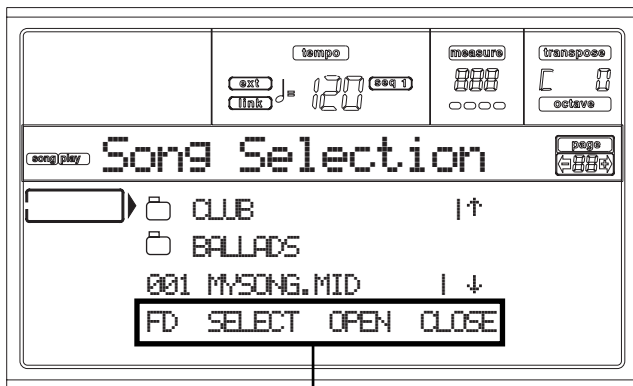 tempo measure transpose
ext ♩= 120 seq 1 888 C 0
link octave
song play Song Selection page
88
CLUB ↑
BALLADS
001 MYSONG.MID ↓
FD SELECT OPEN CLOSE